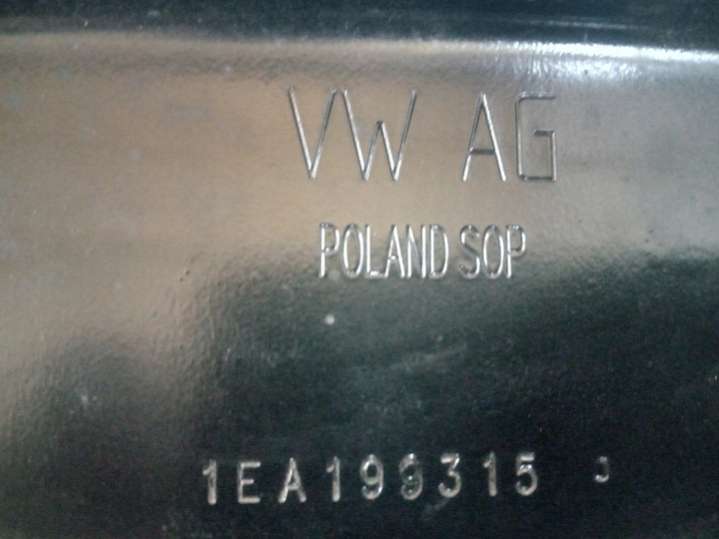 VW AG
POLAND SOP
1EA199315 J